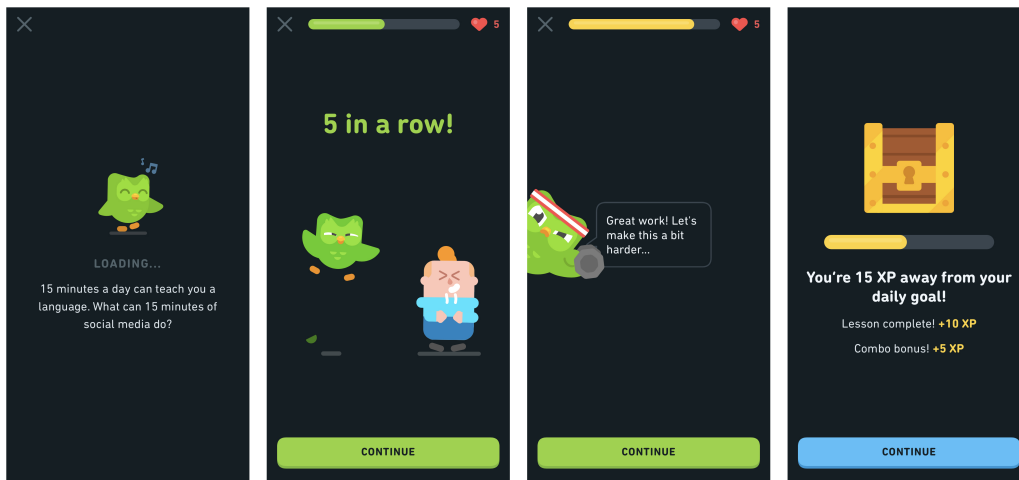 LOADING...
15 minutes a day can teach you a
language. What can 15 minutes of
social media do?
5
5 in a row!
CONTINUE
5
Great work! Let's
make this a bit
harder...
CONTINUE
You're 15 XP away from your
daily goal!
Lesson complete! +10 XP
Combo bonus! +5 XP
CONTINUE